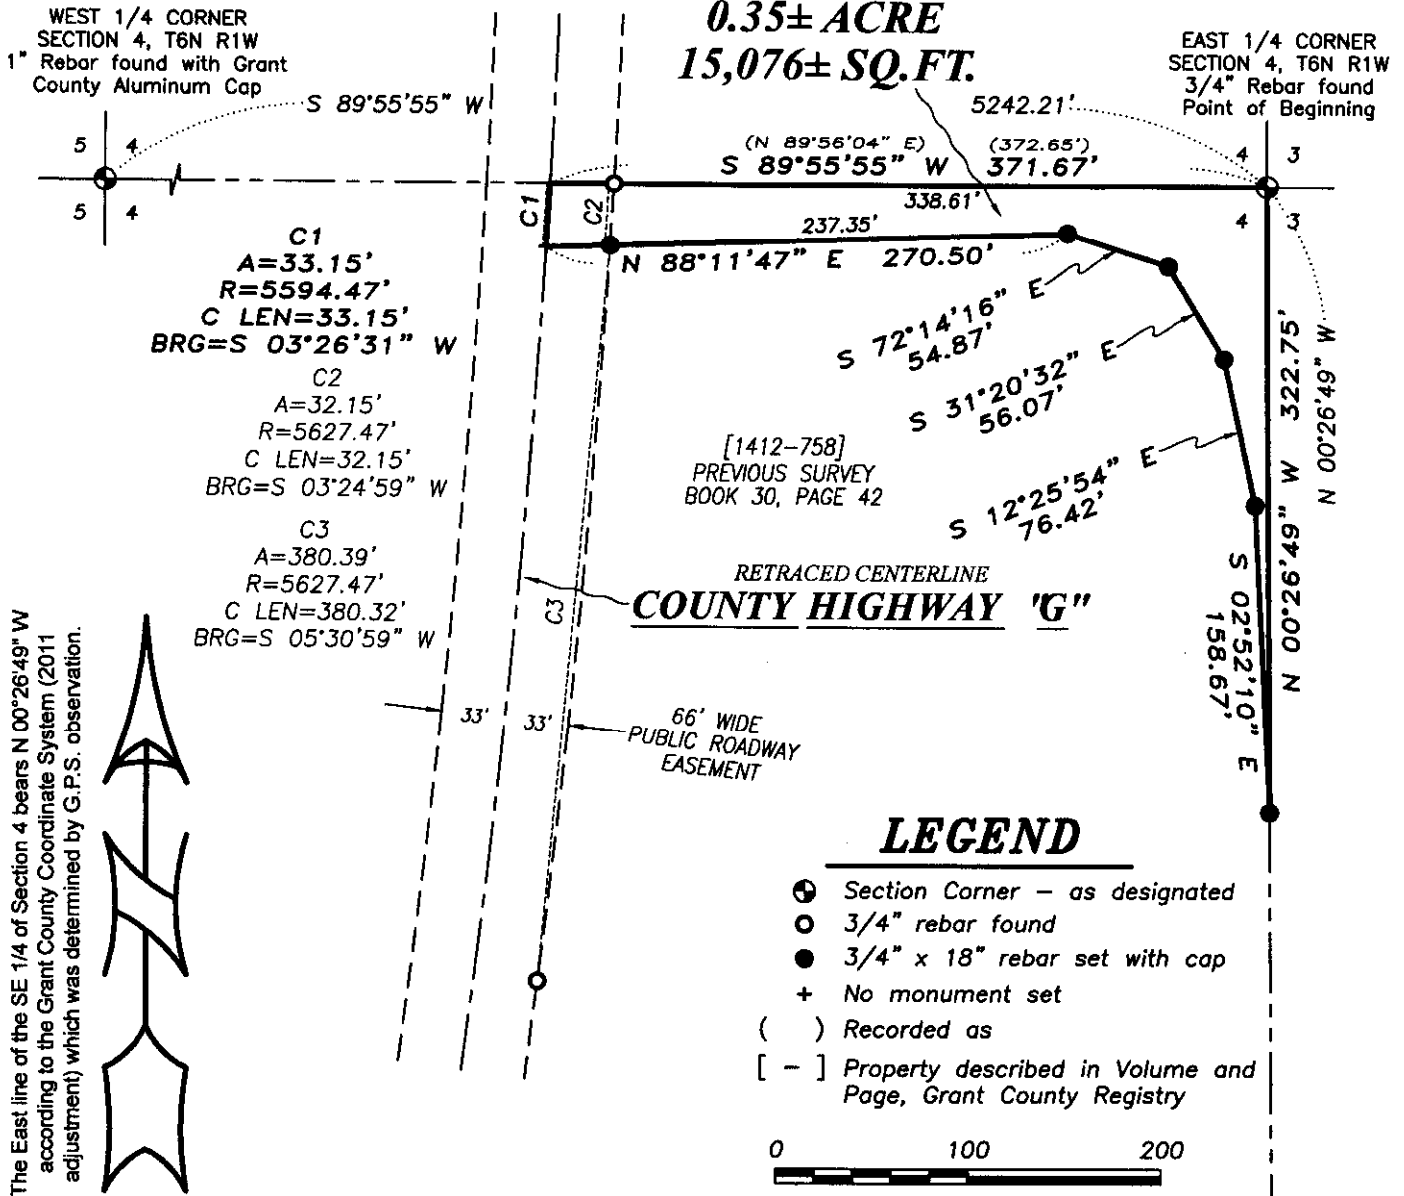 WEST 1/4 CORNER
SECTION 4, T6N R1W
1" Rebar found with Grant
County Aluminum Cap
S 89°55'55" W
0.35± ACRE
15,076± SQ.FT.
5242.21'
EAST 1/4 CORNER
SECTION 4, T6N R1W
3/4" Rebar found
Point of Beginning
5 4
5 4
4 3
4 3
(N 89°56'04" E) (372.65')
S 89°55'55" W 371.67'
338.61'
237.35'
N 88°11'47" E 270.50'
C1
C2
C1
A=33.15'
R=5594.47'
C LEN=33.15'
BRG=S 03°26'31" W
C2
A=32.15'
R=5627.47'
C LEN=32.15'
BRG=S 03°24'59" W
C3
A=380.39'
R=5627.47'
C LEN=380.32'
BRG=S 05°30'59" W
S 72°14'16" E
54.87'
S 31°20'32" E
56.07'
S 12°25'54" E
76.42'
S 02°52'10" E
158.67'
N 00°26'49" W 322.75'
N 00°26'49" W
[1412-758]
PREVIOUS SURVEY
BOOK 30, PAGE 42
RETRACED CENTERLINE
COUNTY HIGHWAY "G"
C3
33'
33'
66' WIDE
PUBLIC ROADWAY
EASEMENT
The East line of the SE 1/4 of Section 4 bears N 00°26'49" W
according to the Grant County Coordinate System (2011
adjustment) which was determined by G.P.S. observation.
LEGEND
Section Corner – as designated
3/4" rebar found
3/4" x 18" rebar set with cap
+ No monument set
( ) Recorded as
[ - ] Property described in Volume and
Page, Grant County Registry
0 100 200